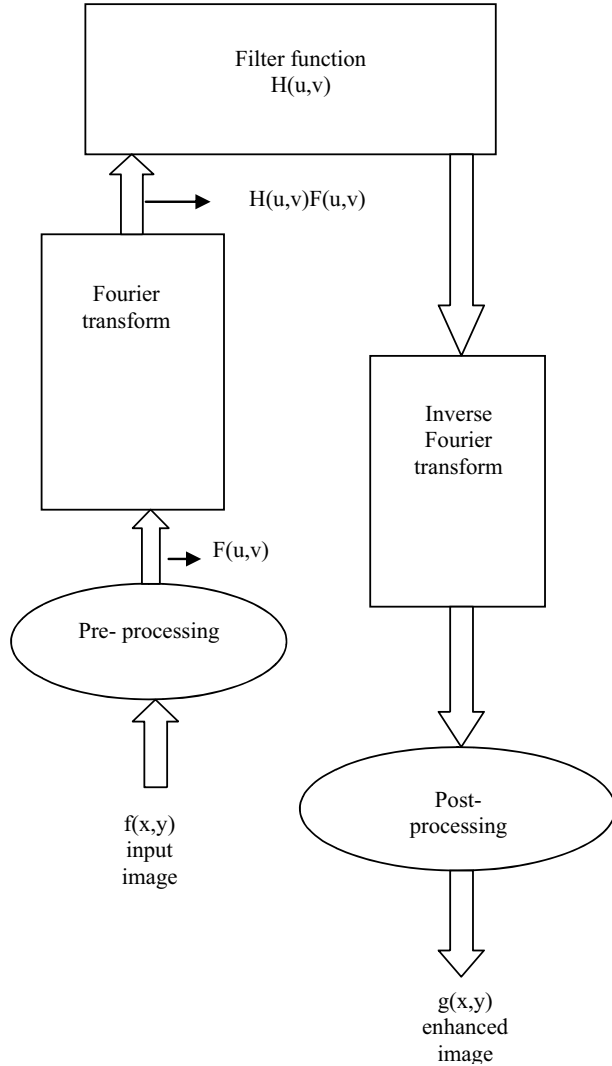 Filter function
H(u,v)
H(u,v)F(u,v)
Fourier
transform
Inverse
Fourier
transform
F(u,v)
Pre- processing
Post-
processing
f(x,y)
input
image
g(x,y)
enhanced
image